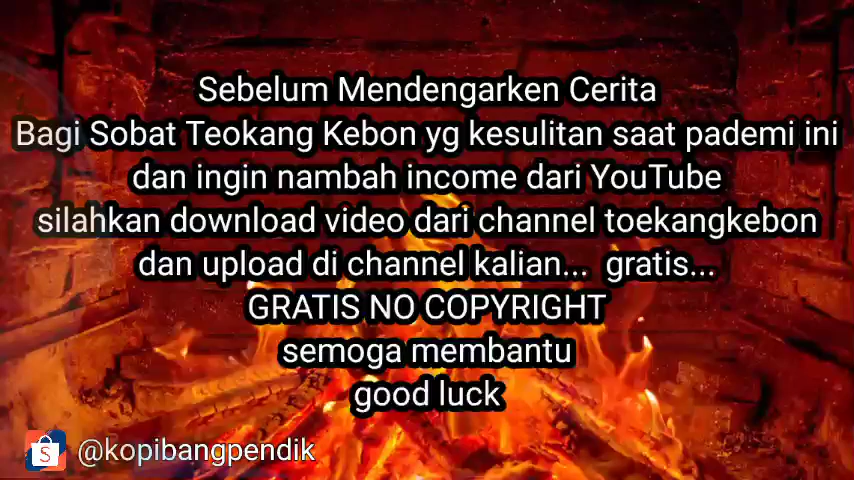 Sebelum Mendengarken Cerita
Bagi Sobat Teokang Kebon yg kesulitan saat pademi ini
dan ingin nambah income dari YouTube
silahkan download video dari channel toekangkebon
dan upload di channel kalian... gratis...
GRATIS NO COPYRIGHT
semoga membantu
good luck
S @kopibangpendik